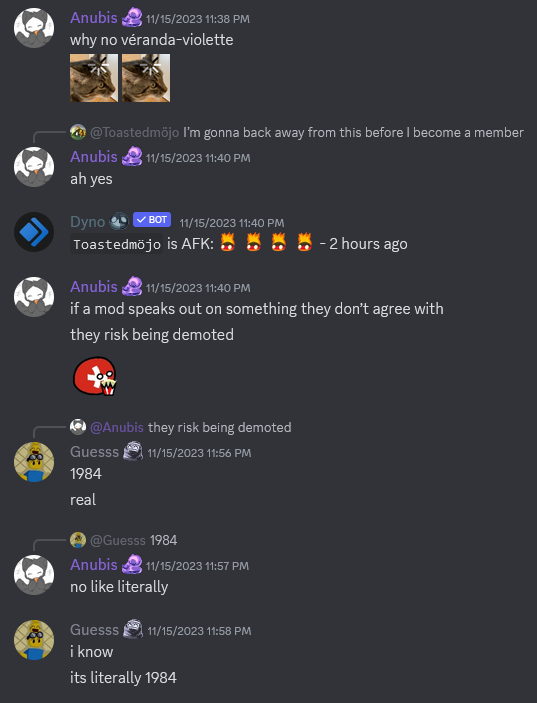 Anubis 11/15/2023 11:38 PM
why no véranda-violette
@Toastedmõjo I'm gonna back away from this before I become a member
Anubis 11/15/2023 11:40 PM
ah yes
Dyno BOT 11/15/2023 11:40 PM
Toastedmõjo is AFK: - 2 hours ago
Anubis 11/15/2023 11:40 PM
if a mod speaks out on something they don't agree with
they risk being demoted
@Anubis they risk being demoted
Guesss 11/15/2023 11:56 PM
1984
real
@Guesss 1984
Anubis 11/15/2023 11:57 PM
no like literally
Guesss 11/15/2023 11:58 PM
i know
its literally 1984